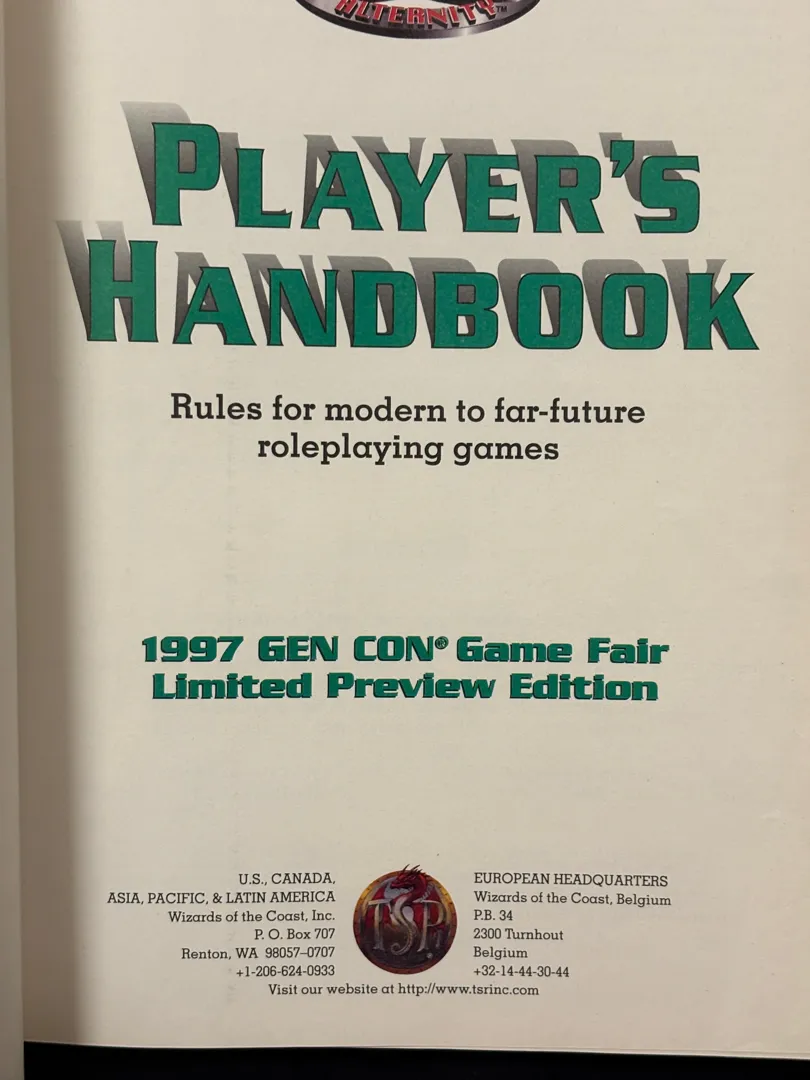 ALTERNITY™
PLAYER'S
HANDBOOK
Rules for modern to far-future
roleplaying games
1997 GEN CON® Game Fair
Limited Preview Edition
U.S., CANADA,
ASIA, PACIFIC, & LATIN AMERICA
Wizards of the Coast, Inc.
P. O. Box 707
Renton, WA 98057–0707
+1-206-624-0933
TSR
EUROPEAN HEADQUARTERS
Wizards of the Coast, Belgium
P.B. 34
2300 Turnhout
Belgium
+32-14-44-30-44
Visit our website at http://www.tsrinc.com